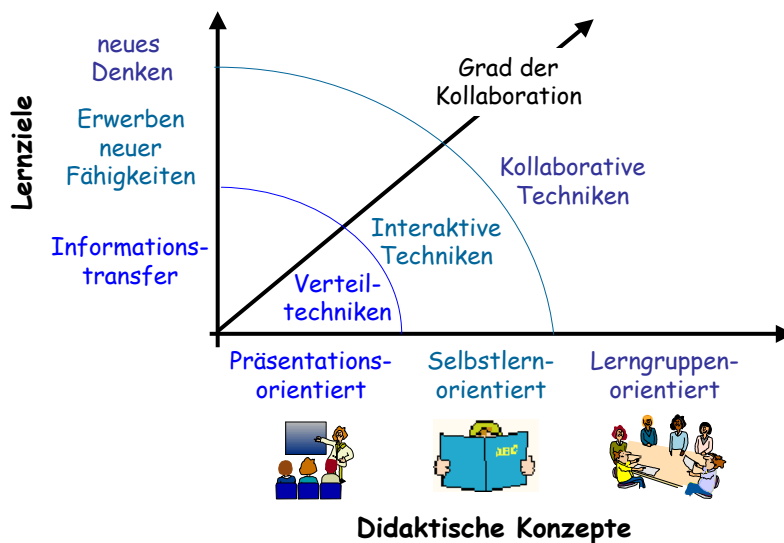 neues
Denken
Grad der
Kollaboration
Erwerben
neuer
Fähigkeiten
Kollaborative
Techniken
Lernziele
Interaktive
Techniken
Informations-
transfer
Verteil-
techniken
Präsentations-
orientiert
Selbstlern-
orientiert
Lerngruppen-
orientiert
Didaktische Konzepte